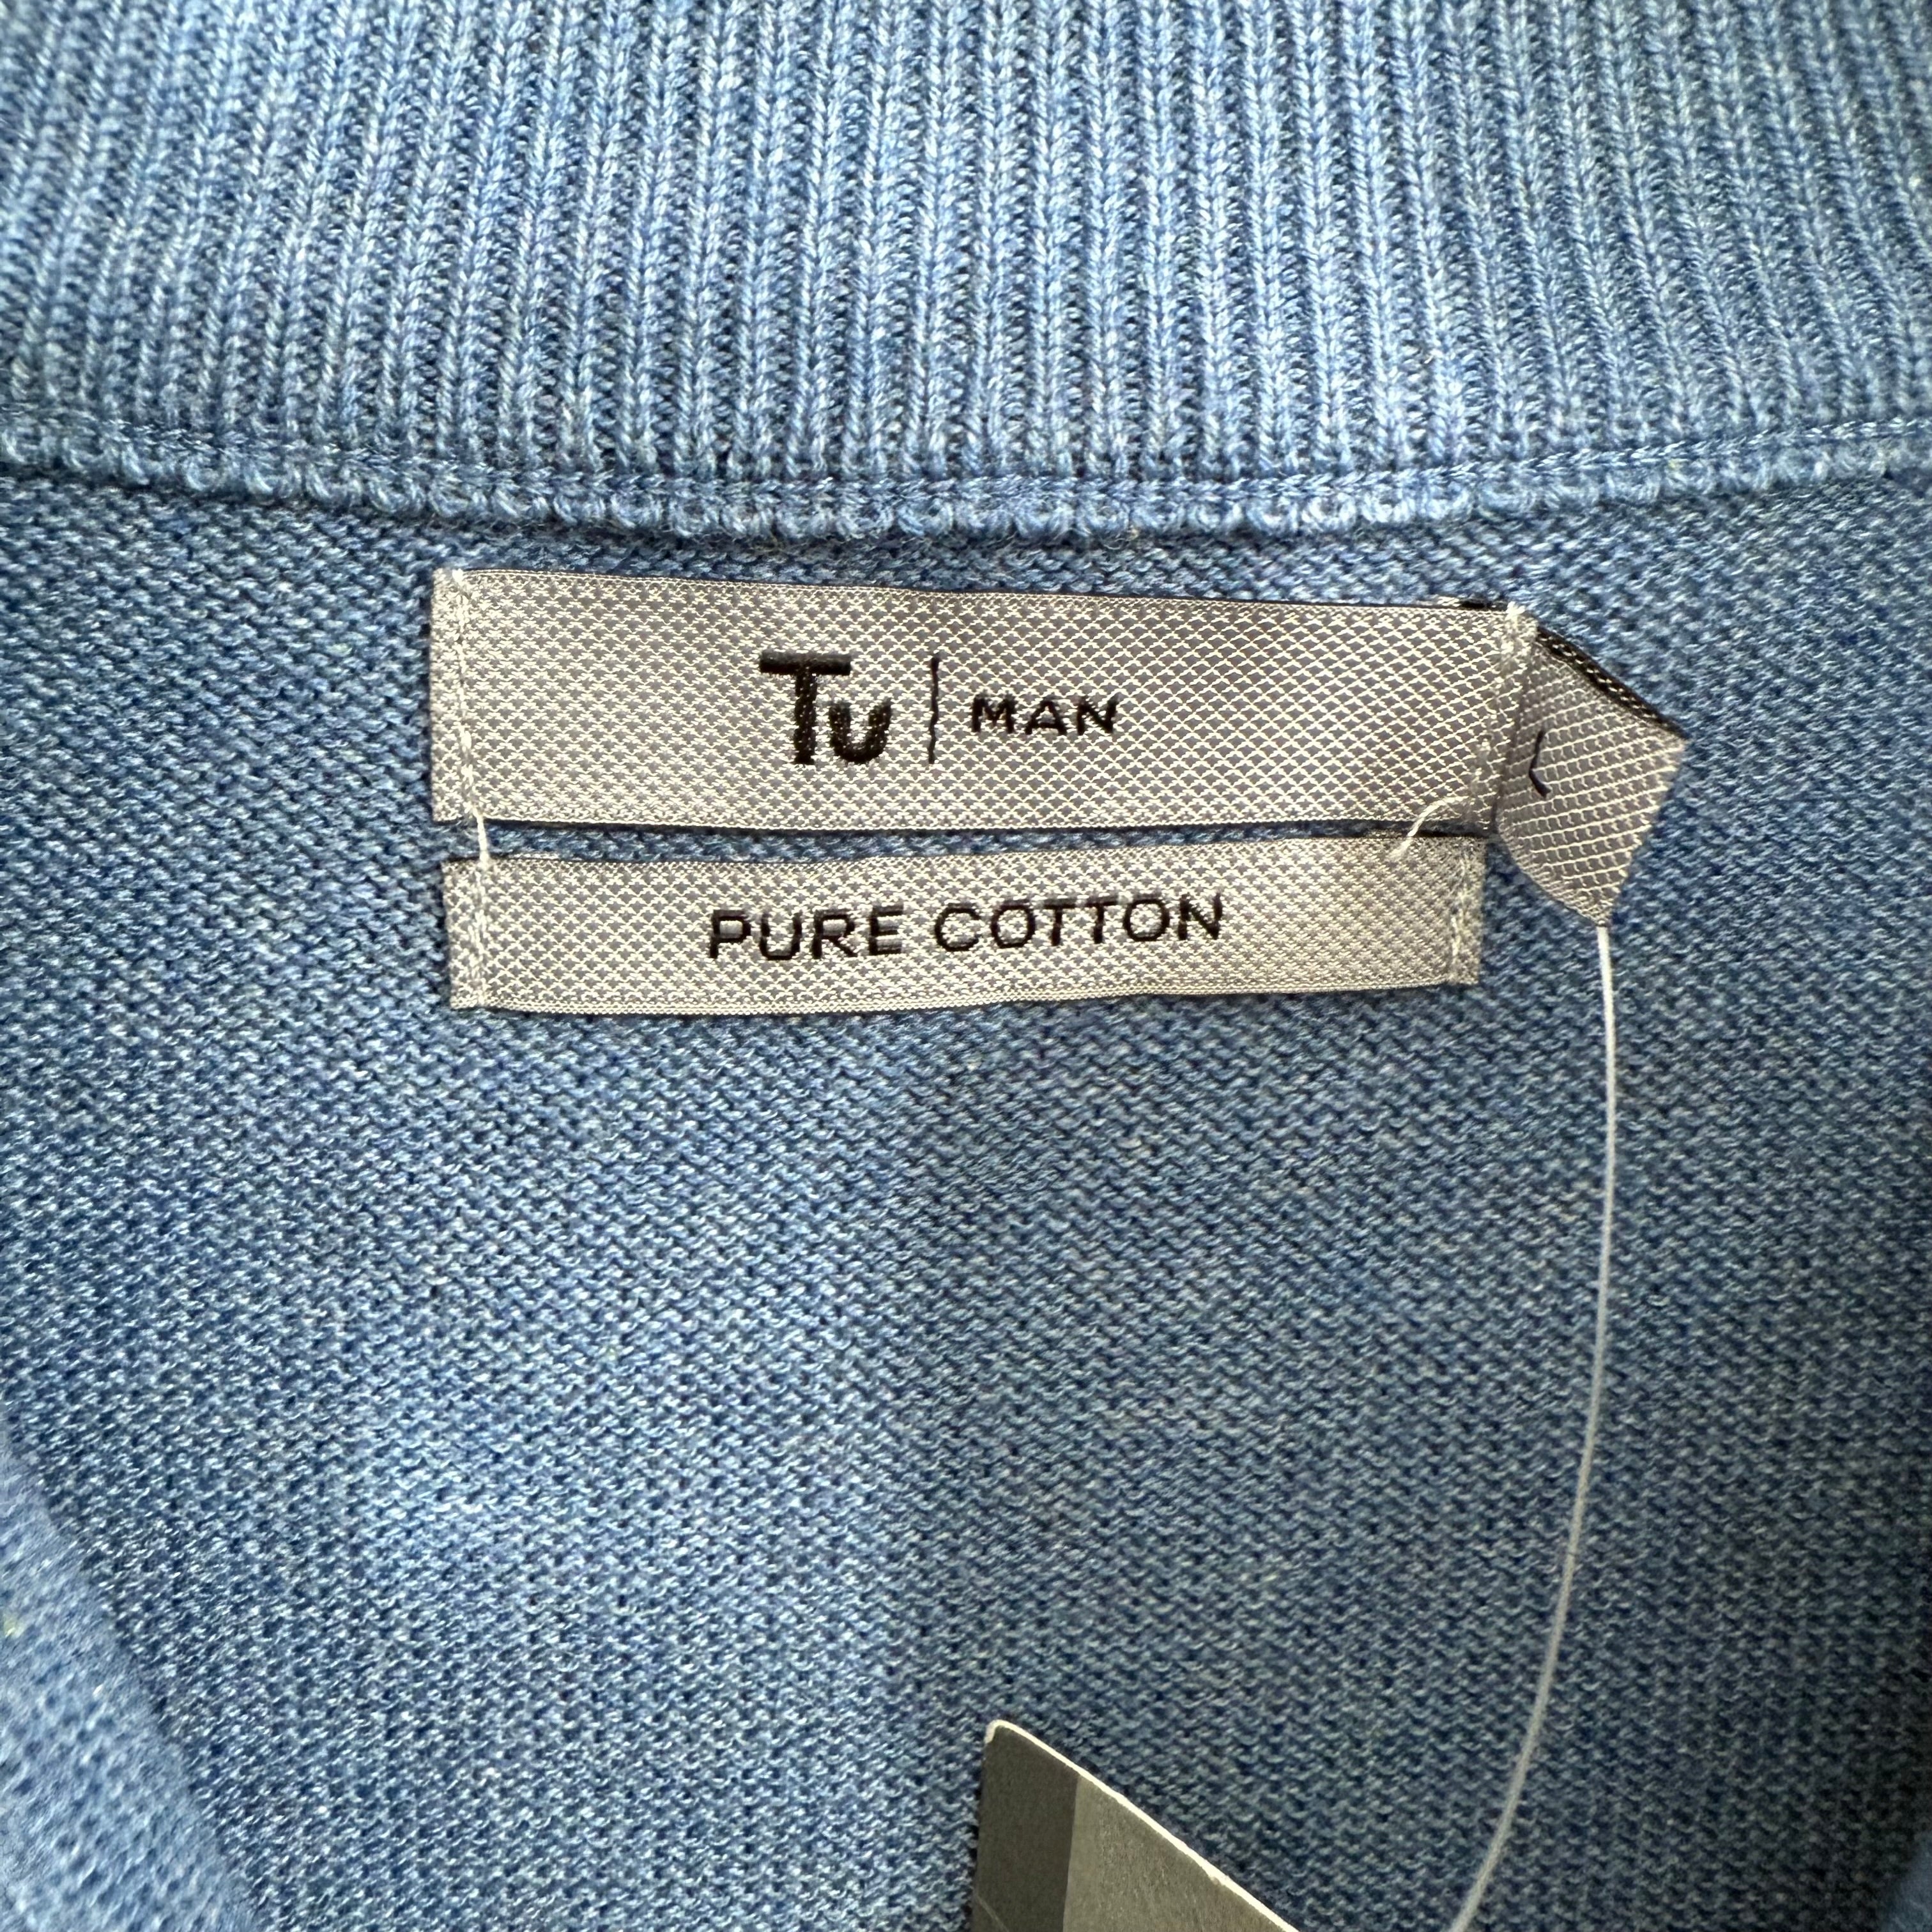 Tu | MAN
L
PURE COTTON